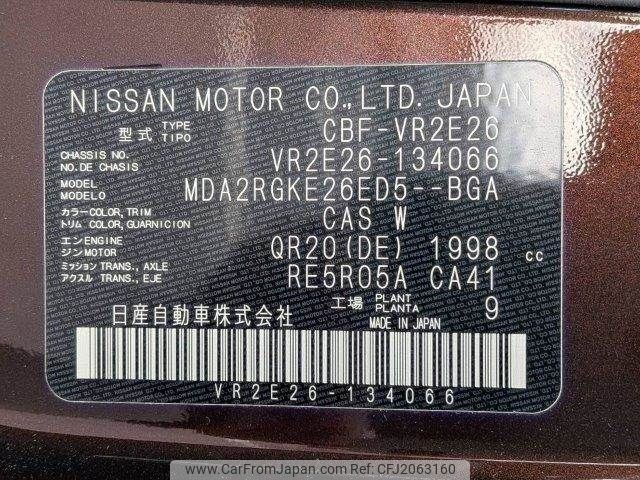 NISSAN MOTOR CO.,LTD. JAPAN
型式 TYPE TIPO CBF-VR2E26
CHASSIS NO. NO.DE CHASIS VR2E26-134066
MODEL MODELO MDA2RGKE26ED5--BGA
カラー COLOR, TRIM トリム COLOR, GUARNICION CAS W
エンジン ENGINE MOTOR QR20(DE) 1998 cc
ミッション TRANS., AXLE アクスル TRANS., EJE RE5R05A CA41
工場 PLANT PLANTA 9
日産自動車株式会社 MADE IN JAPAN
VR2E26-134066
www.CarFromJapan.com | Stock ID: CFJ2063160